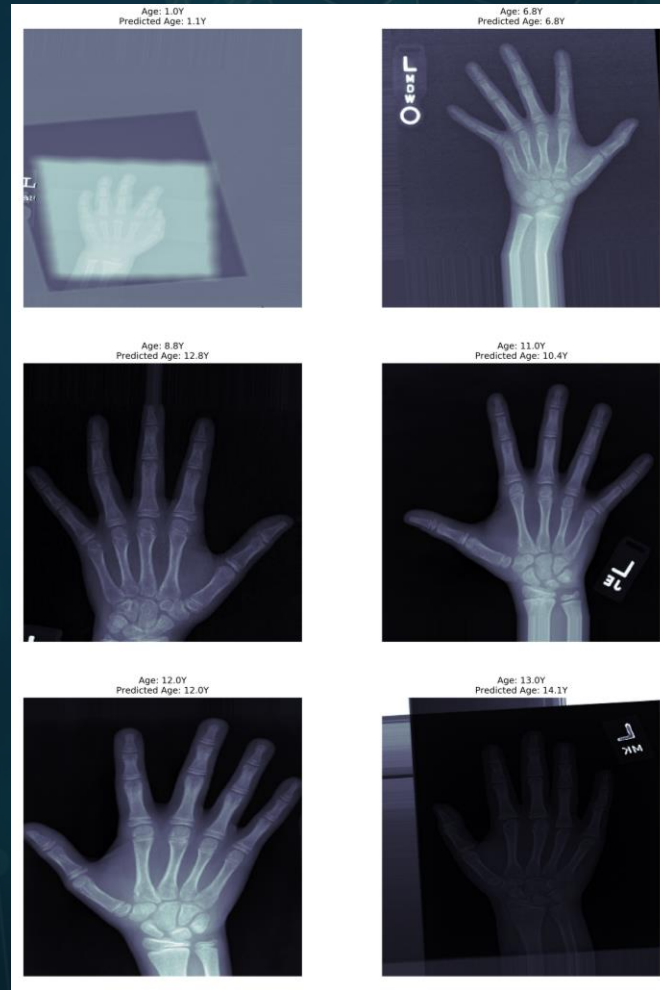 Age: 1.0Y
Predicted Age: 1.1Y
Age: 6.8Y
Predicted Age: 6.8Y
L
M
D
W
O
Age: 8.8Y
Predicted Age: 12.8Y
Age: 11.0Y
Predicted Age: 10.4Y
L
JE
Age: 12.0Y
Predicted Age: 12.0Y
Age: 13.0Y
Predicted Age: 14.1Y
L
MK